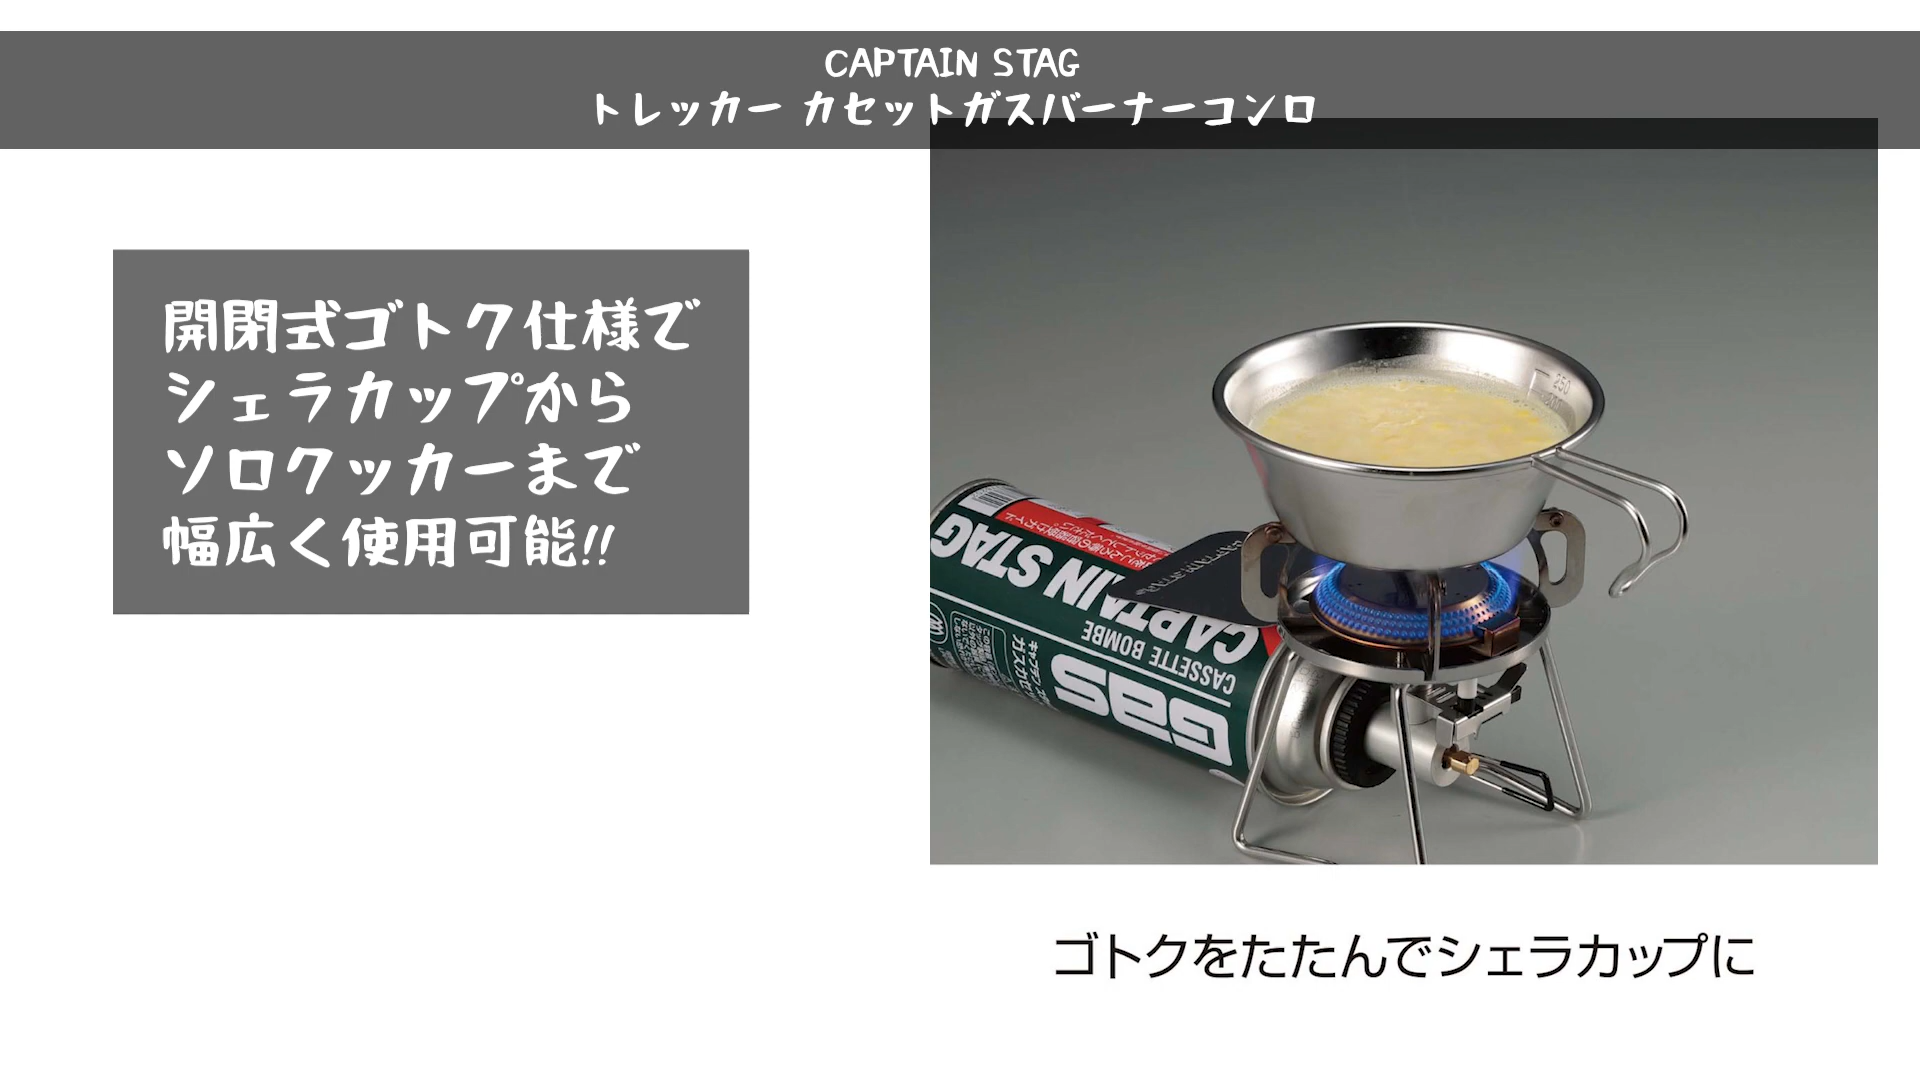 CAPTAIN STAG
トレッカー カセットガスバーナーコンロ
開閉式ゴトク仕様で
シェラカップから
ソロクッカーまで
幅広く使用可能!!
250
CAPTAIN STAG
CAPTAIN STAG
CASSETTE BOMBE
GAS
ゴトクをたたんでシェラカップに